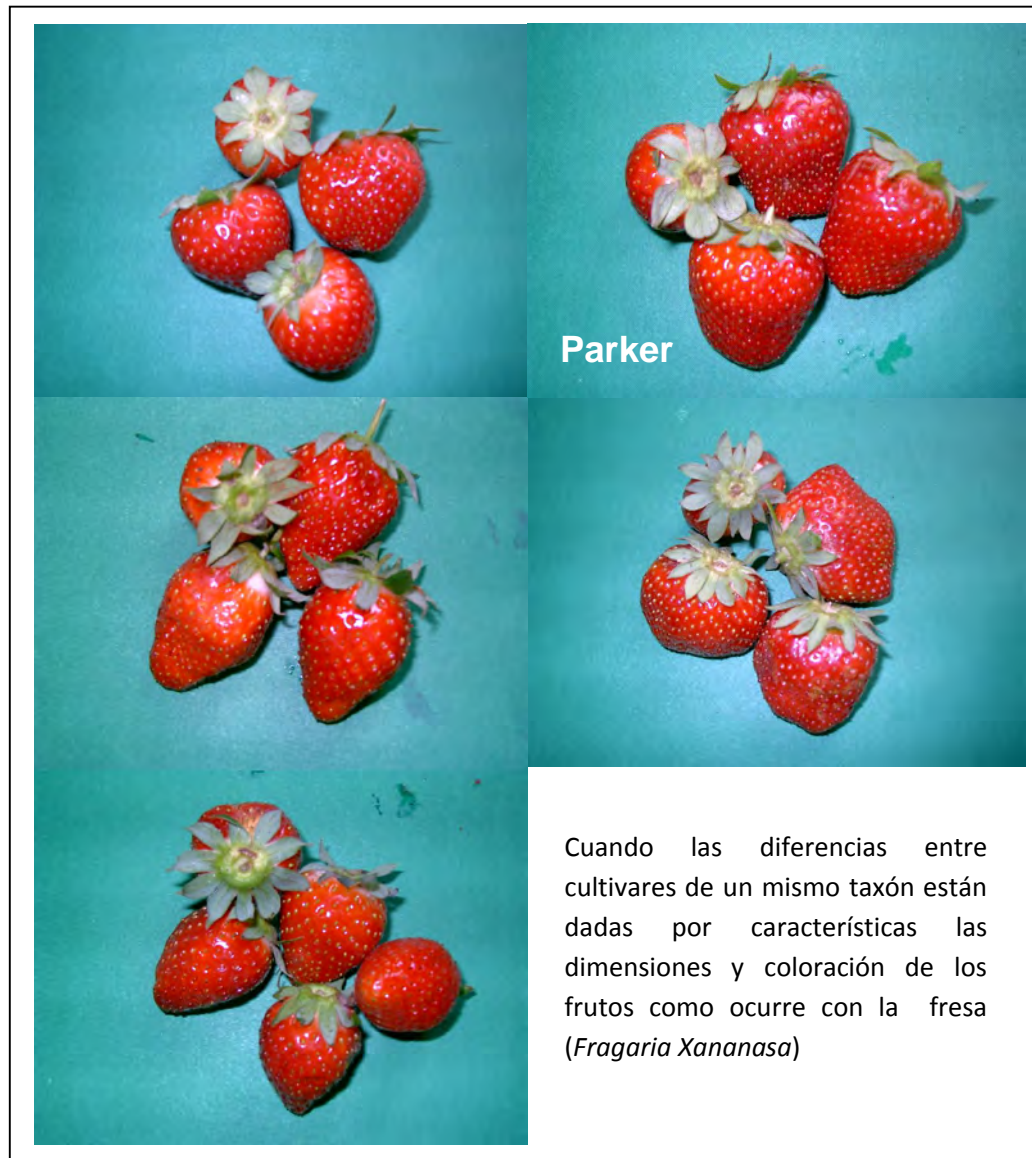 Parker
Cuando las diferencias entre
cultivares de un mismo taxón están
dadas por características las
dimensiones y coloración de los
frutos como ocurre con la fresa
(Fragaria Xananasa)